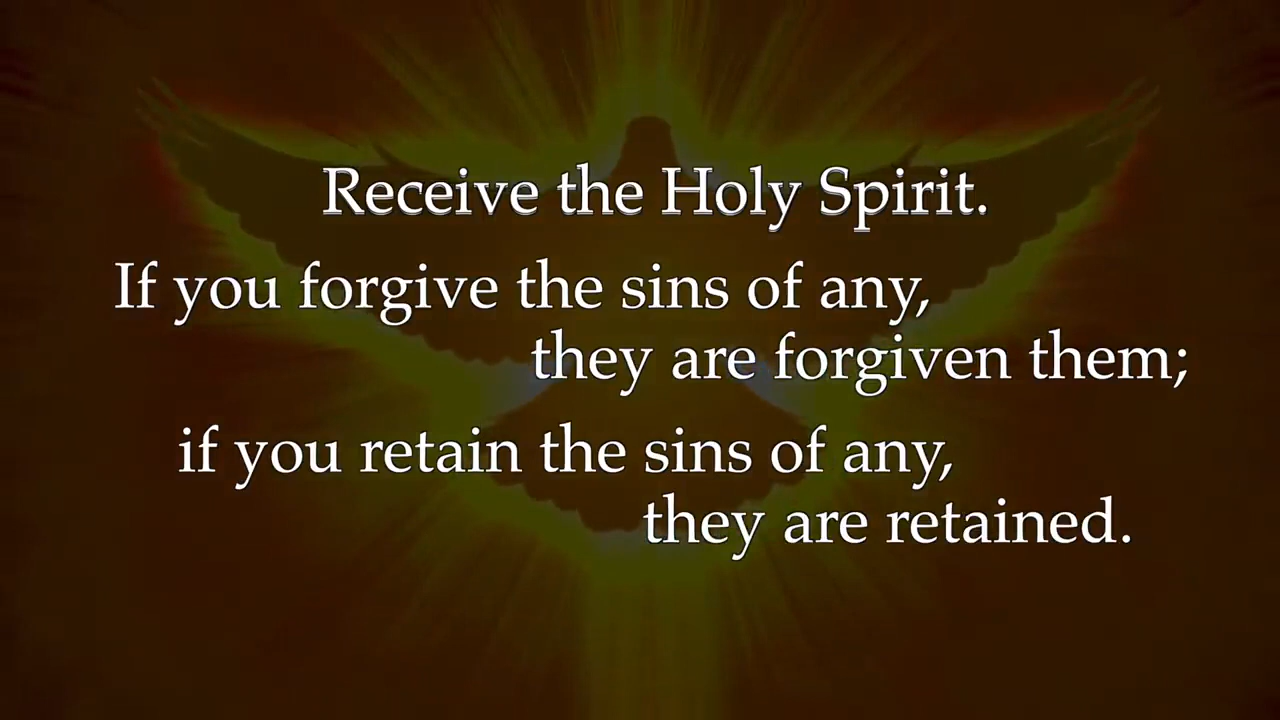 Receive the Holy Spirit.
If you forgive the sins of any,
they are forgiven them;
if you retain the sins of any,
they are retained.